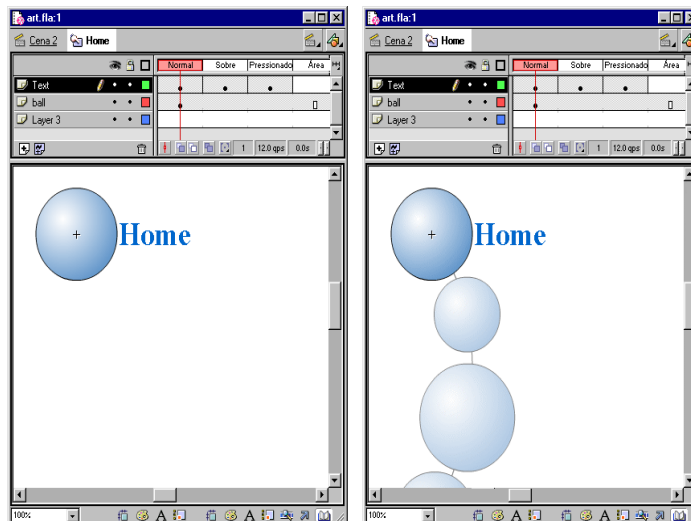 art.fla:1
Cena 2 Home
Normal Sobre Pressionado Área
Text
ball
Layer 3
1 12.0 qps 0.0s
Home
100%
art.fla:1
Cena 2 Home
Normal Sobre Pressionado Área
Text
ball
Layer 3
1 12.0 qps 0.0s
Home
100%